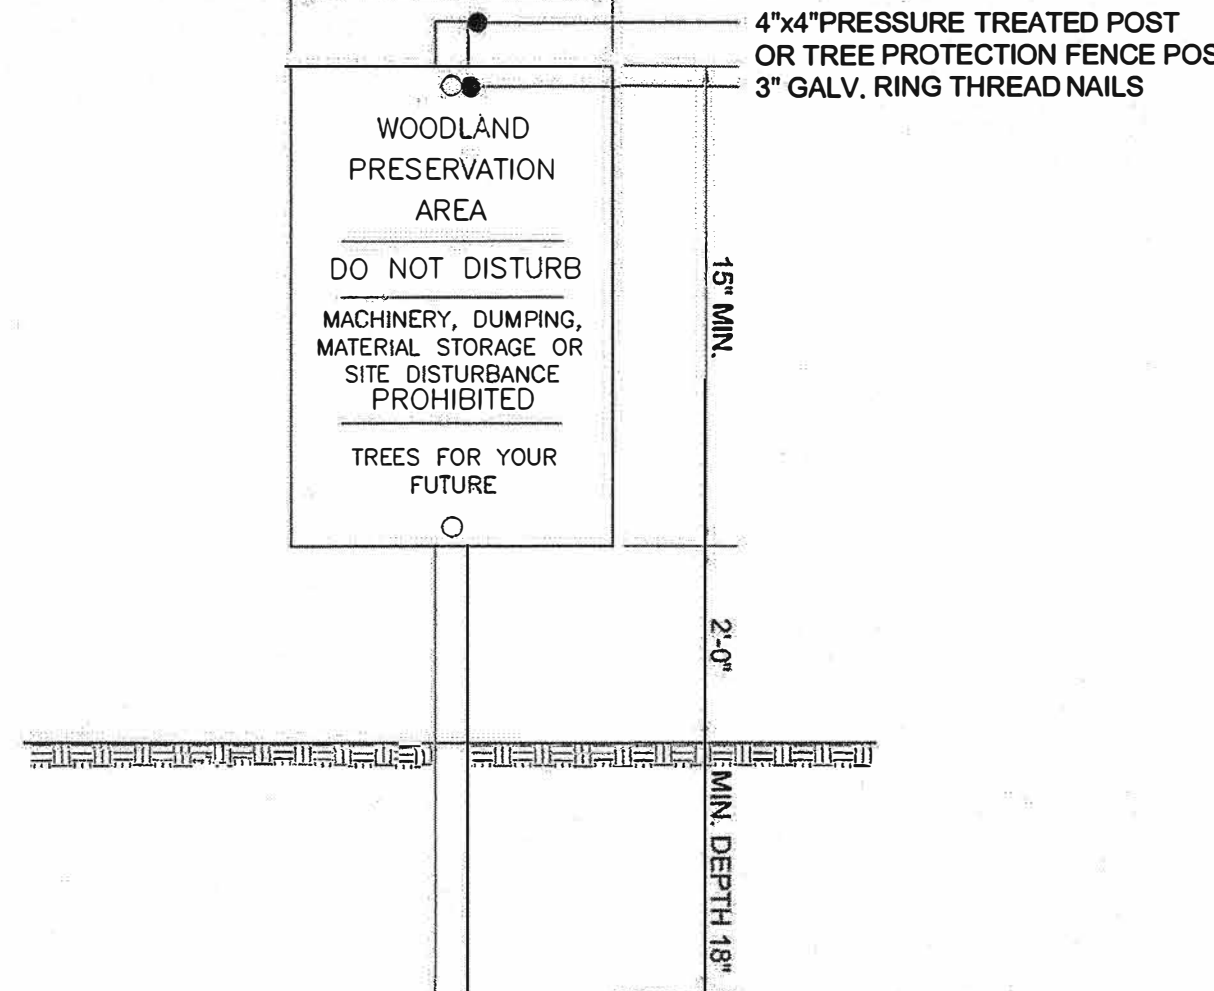 4"x4"PRESSURE TREATED POST
OR TREE PROTECTION FENCE POS
3" GALV. RING THREAD NAILS
WOODLAND
PRESERVATION
AREA
DO NOT DISTURB
MACHINERY, DUMPING,
MATERIAL STORAGE OR
SITE DISTURBANCE
PROHIBITED
TREES FOR YOUR
FUTURE
15" MIN.
2'-0"
MIN. DEPTH 18"